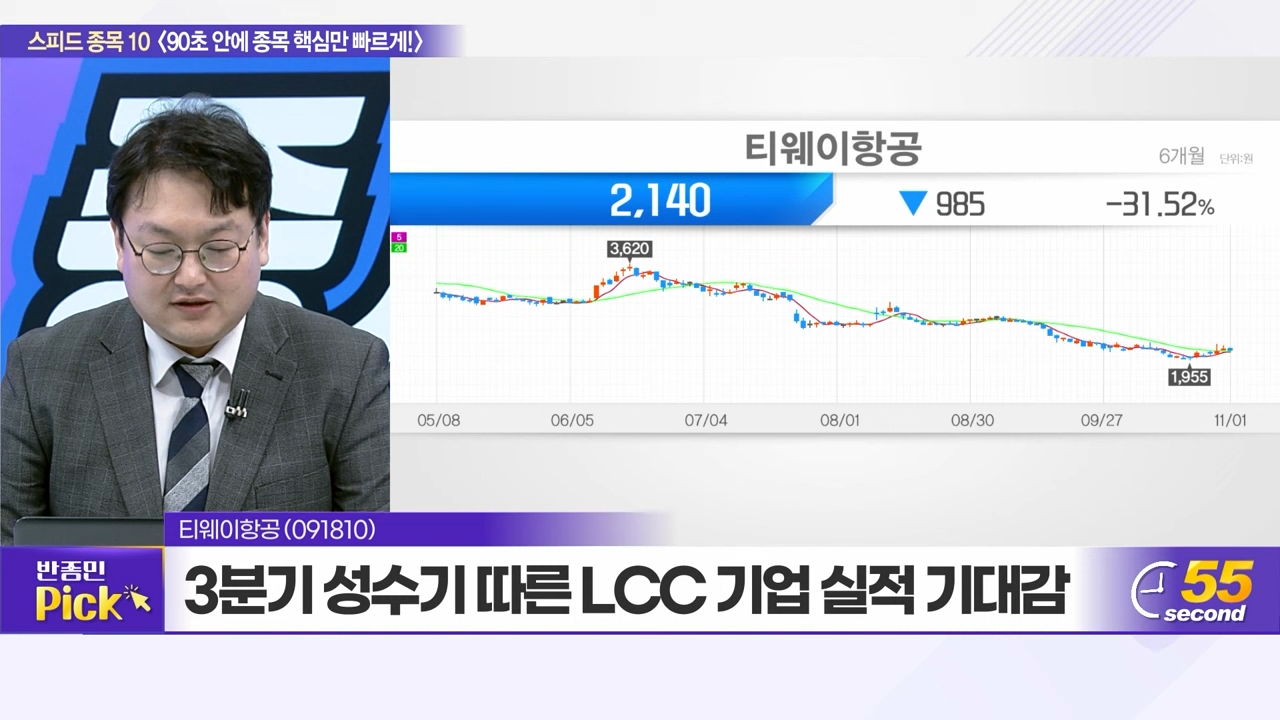 스피드 종목 10 〈90초 안에 종목 핵심만 빠르게!〉
티웨이항공
6개월 단위:원
2,140 ▼ 985 -31.52%
5
20
3,620
1,955
05/08 06/05 07/04 08/01 08/30 09/27 11/01
티웨이항공 (091810)
반종민
Pick
3분기 성수기 따른 LCC 기업 실적 기대감
55
second